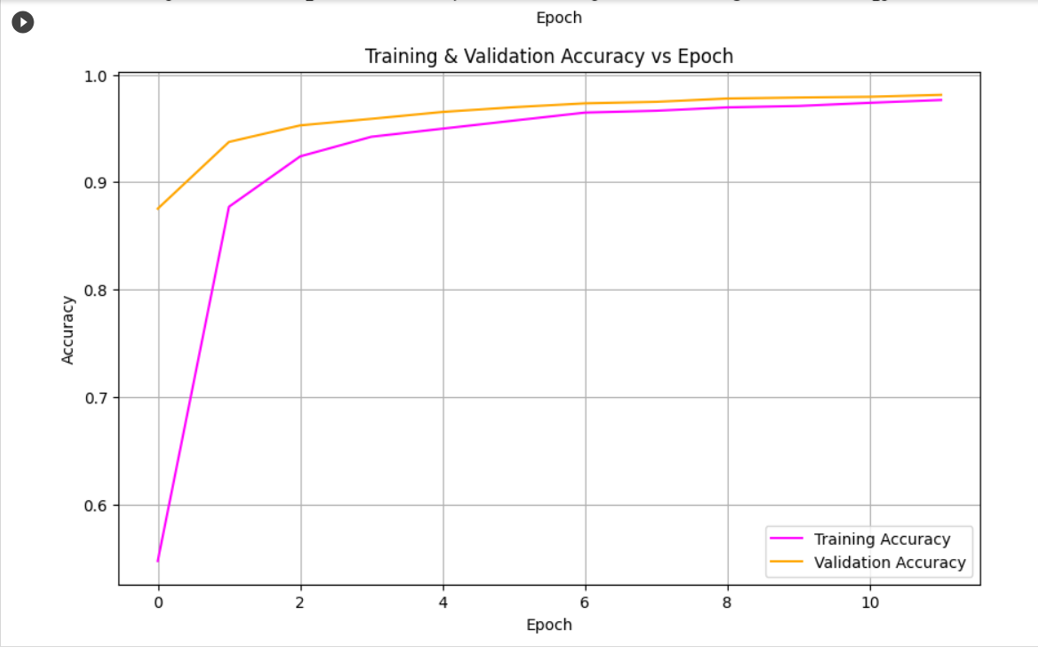 Epoch
Training & Validation Accuracy vs Epoch
1.0
0.9
0.8
0.7
0.6
Accuracy
0 2 4 6 8 10
Epoch
Training Accuracy
Validation Accuracy